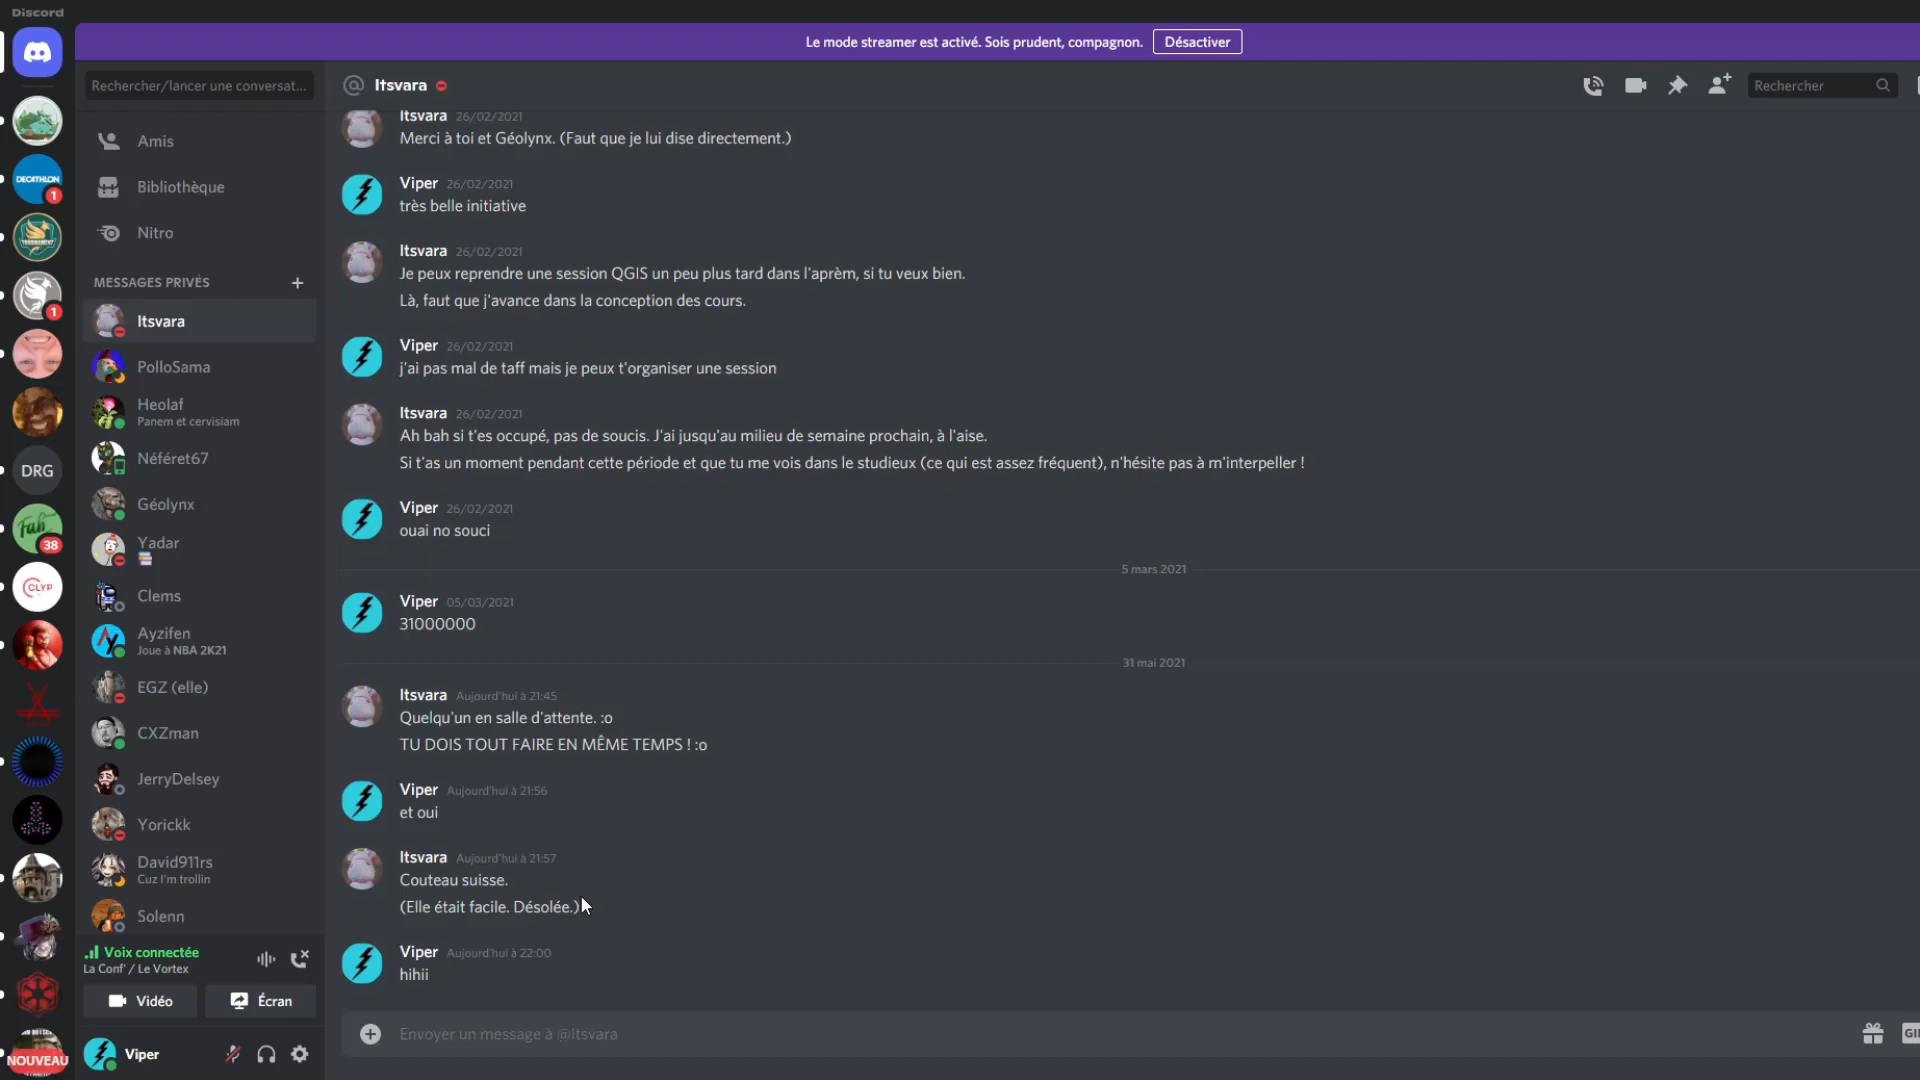 Discord
Le mode streamer est activé. Sois prudent, compagnon.
Désactiver
Rechercher/lancer une conversat...
Amis
Bibliothèque
Nitro
MESSAGES PRIVÉS
Itsvara
PolloSama
Heolaf
Panem et cervisiam
Néféret67
Géolynx
Yadar
Clems
Ayzifen
Joue à NBA 2K21
EGZ (elle)
CXZman
JerryDelsey
Yorickk
David911rs
Cuz I'm trollin
Solenn
Voix connectée
La Conf' / Le Vortex
Vidéo
Écran
Viper
DECATHLON
1
TOURNAMENT
1
DRG
Fah
38
CLYP
NOUVEAU
Itsvara
Rechercher
Itsvara 26/02/2021
Merci à toi et Géolynx. (Faut que je lui dise directement.)
Viper 26/02/2021
très belle initiative
Itsvara 26/02/2021
Je peux reprendre une session QGIS un peu plus tard dans l'aprèm, si tu veux bien.
Là, faut que j'avance dans la conception des cours.
Viper 26/02/2021
j'ai pas mal de taff mais je peux t'organiser une session
Itsvara 26/02/2021
Ah bah si t'es occupé, pas de soucis. J'ai jusqu'au milieu de semaine prochain, à l'aise.
Si t'as un moment pendant cette période et que tu me vois dans le studieux (ce qui est assez fréquent), n'hésite pas à m'interpeller !
Viper 26/02/2021
ouai no souci
5 mars 2021
Viper 05/03/2021
31000000
31 mai 2021
Itsvara Aujourd'hui à 21:45
Quelqu'un en salle d'attente. :o
TU DOIS TOUT FAIRE EN MÊME TEMPS ! :o
Viper Aujourd'hui à 21:56
et oui
Itsvara Aujourd'hui à 21:57
Couteau suisse.
(Elle était facile. Désolée.)
Viper Aujourd'hui à 22:00
hihii
Envoyer un message à @Itsvara
GIF